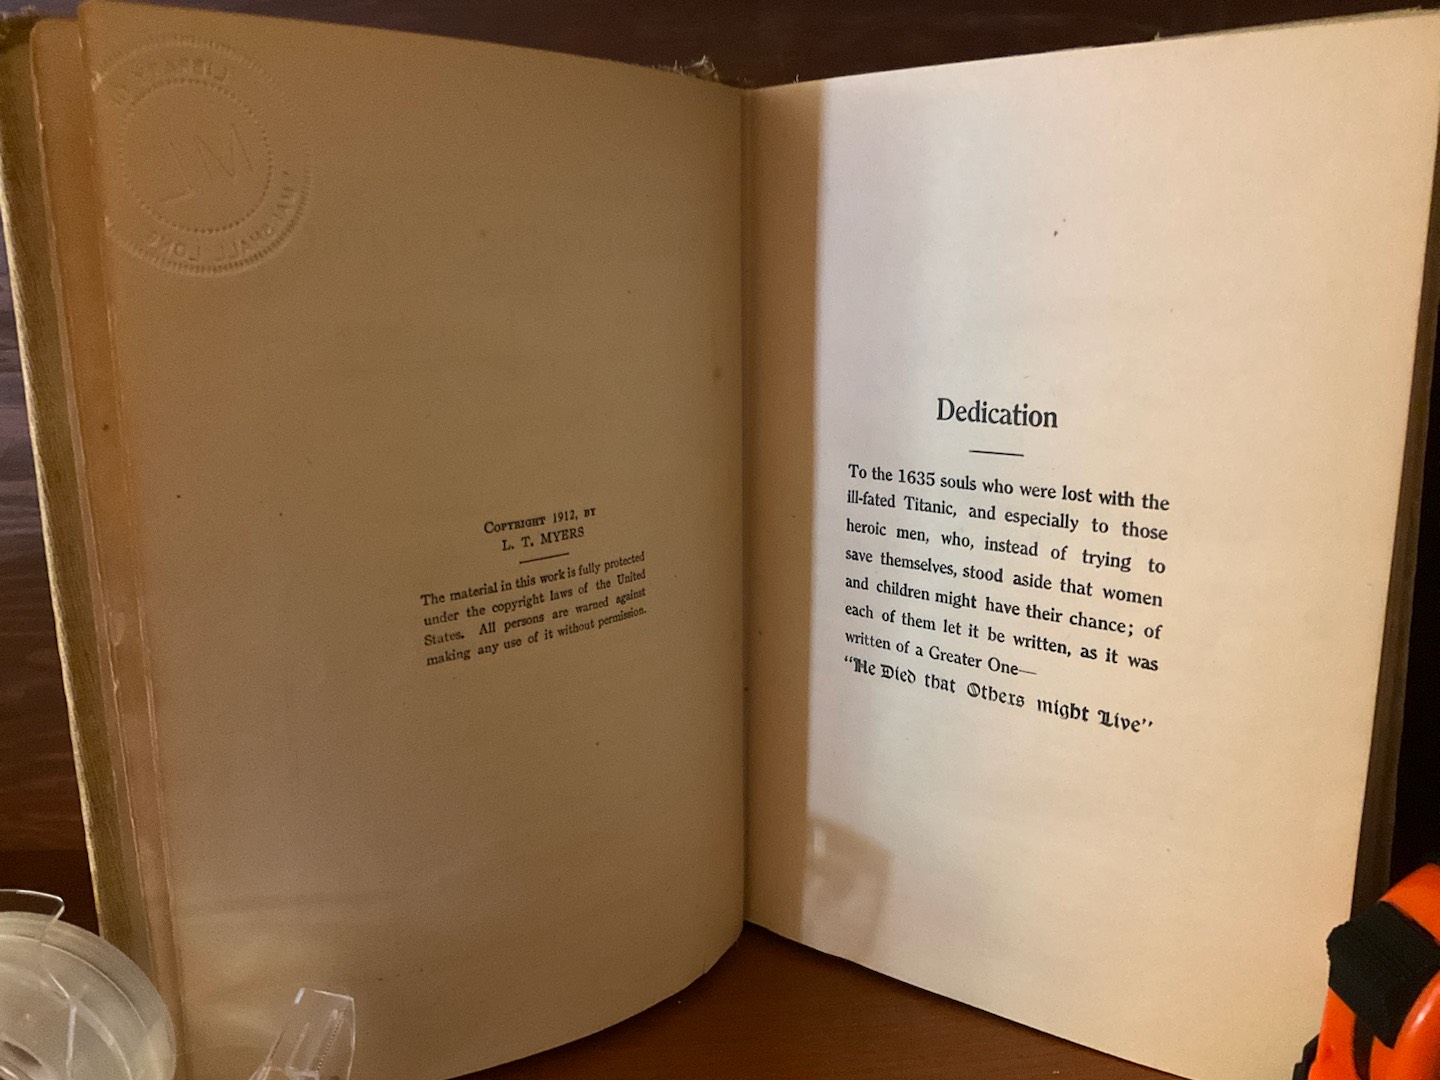 COPYRIGHT 1912, BY
L. T. MYERS
The material in this work is fully protected
under the copyright laws of the United
States. All persons are warned against
making any use of it without permission.
Dedication
To the 1635 souls who were lost with the
ill-fated Titanic, and especially to those
heroic men, who, instead of trying to
save themselves, stood aside that women
and children might have their chance; of
each of them let it be written, as it was
written of a Greater One—
“He Died that Others might Live”